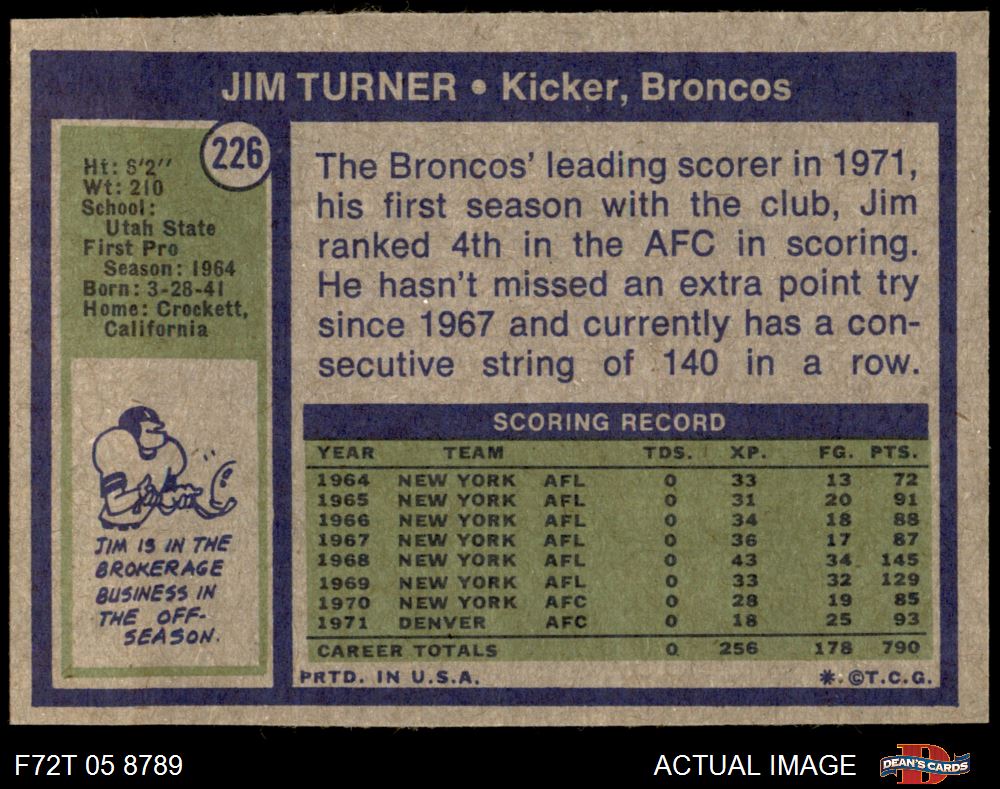 JIM TURNER • Kicker, Broncos
226
Ht: 6'2"
Wt: 210
School:
Utah State
First Pro
Season: 1964
Born: 3-28-41
Home: Crockett,
California
JIM IS IN THE
BROKERAGE
BUSINESS IN
THE OFF-
SEASON.
The Broncos' leading scorer in 1971,
his first season with the club, Jim
ranked 4th in the AFC in scoring.
He hasn't missed an extra point try
since 1967 and currently has a con-
secutive string of 140 in a row.
SCORING RECORD
YEAR TEAM TDS. XP. FG. PTS.
1964 NEW YORK AFL 0 33 13 72
1965 NEW YORK AFL 0 31 20 91
1966 NEW YORK AFL 0 34 18 88
1967 NEW YORK AFL 0 36 17 87
1968 NEW YORK AFL 0 43 34 145
1969 NEW YORK AFL 0 33 32 129
1970 NEW YORK AFC 0 28 19 85
1971 DENVER AFC 0 18 25 93
CAREER TOTALS 0 256 178 790
PRTD. IN U.S.A. *. ©T.C.G.
F72T 05 8789 ACTUAL IMAGE DEAN'S CARDS